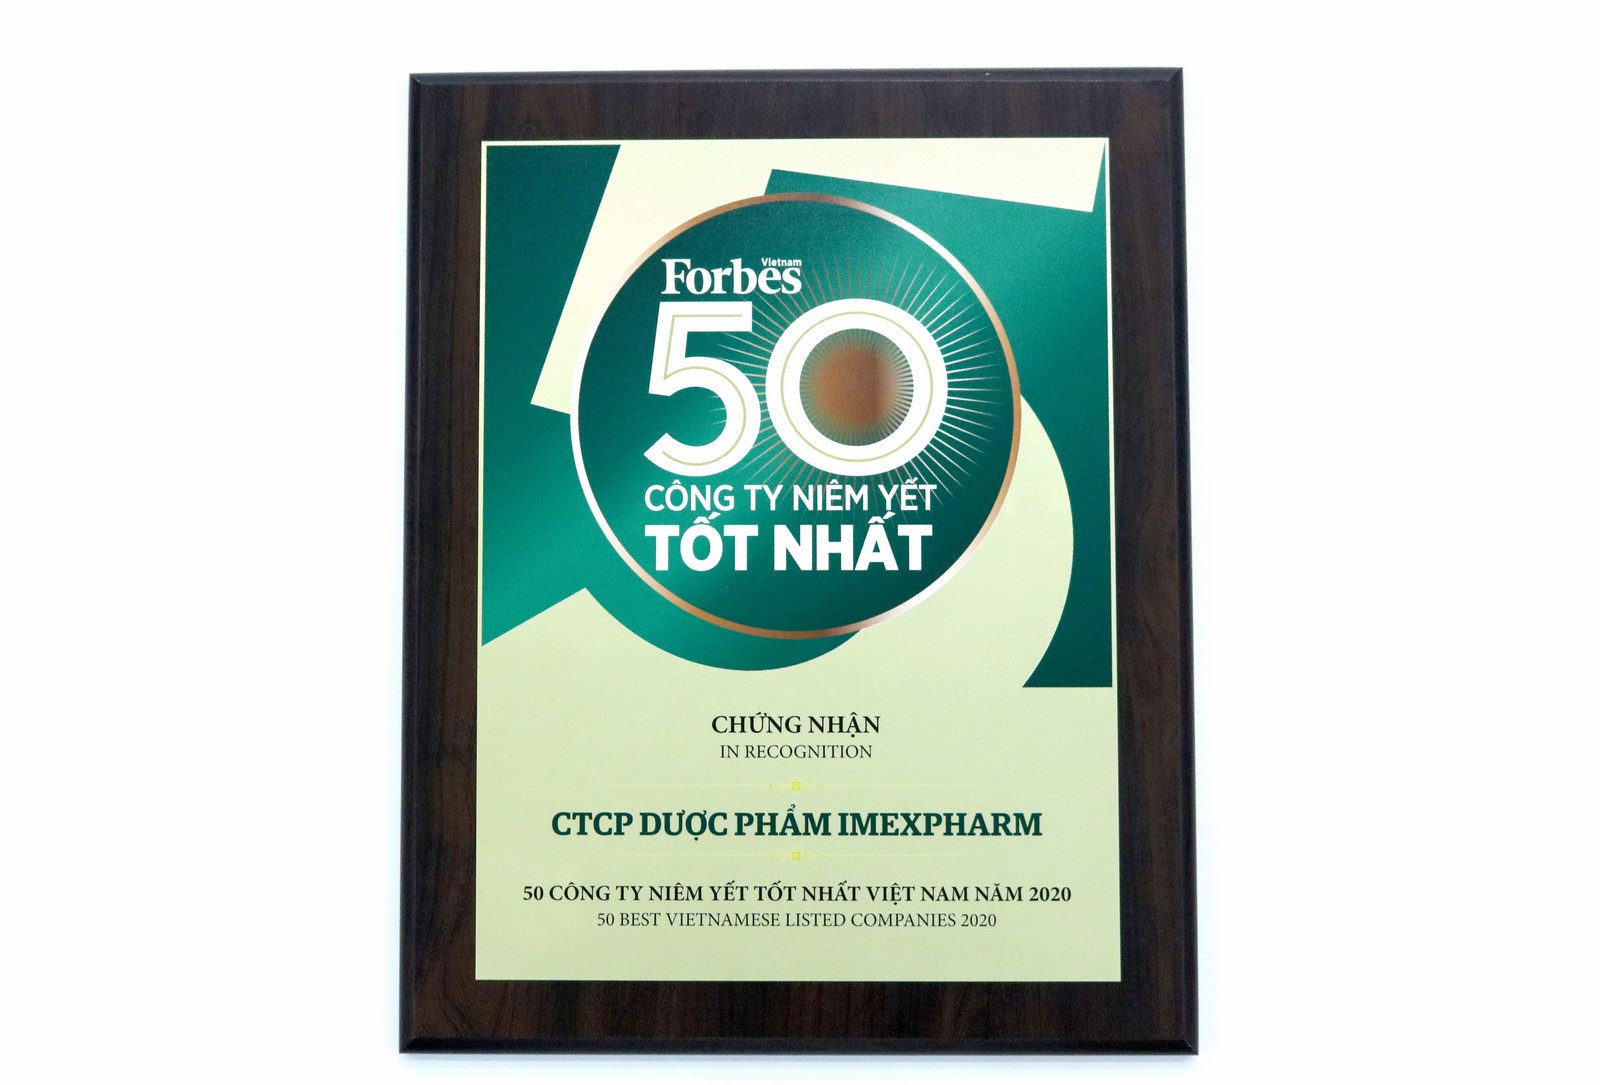 Forbes Vietnam
50
CÔNG TY NIÊM YẾT
TỐT NHẤT
CHỨNG NHẬN
IN RECOGNITION
CTCP DƯỢC PHẨM IMEXPHARM
50 CÔNG TY NIÊM YẾT TỐT NHẤT VIỆT NAM NĂM 2020
50 BEST VIETNAMESE LISTED COMPANIES 2020